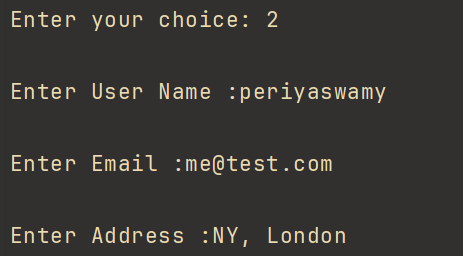 Enter your choice: 2
Enter User Name :periyaswamy
Enter Email :me@test.com
Enter Address :NY, London